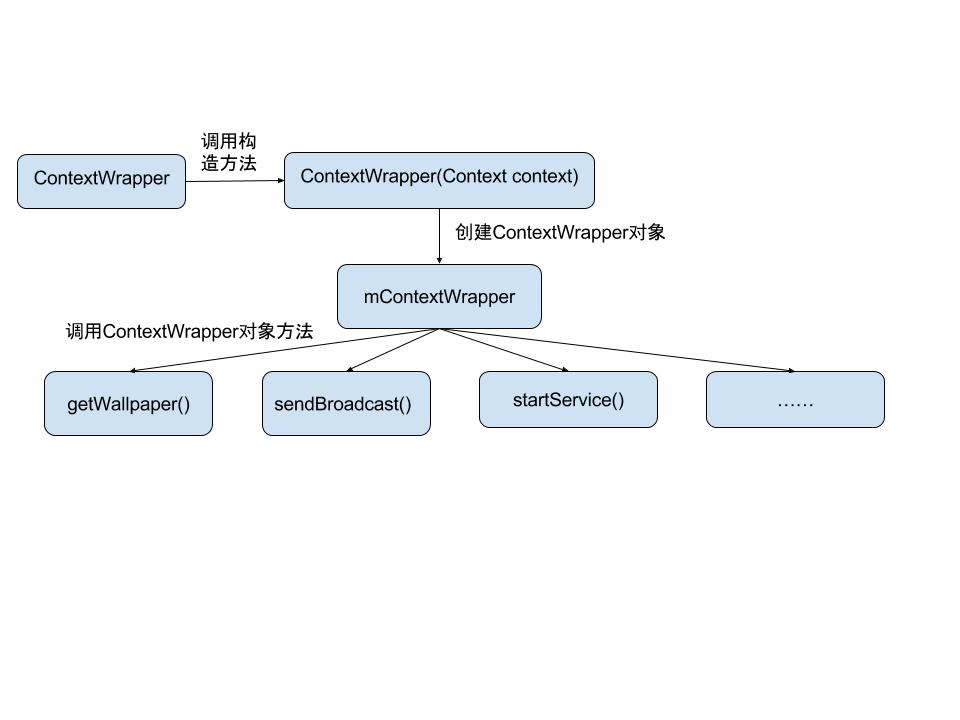 调用构
造方法
ContextWrapper
ContextWrapper(Context context)
创建ContextWrapper对象
mContextWrapper
调用ContextWrapper对象方法
getWallpaper()
sendBroadcast()
startService()
……